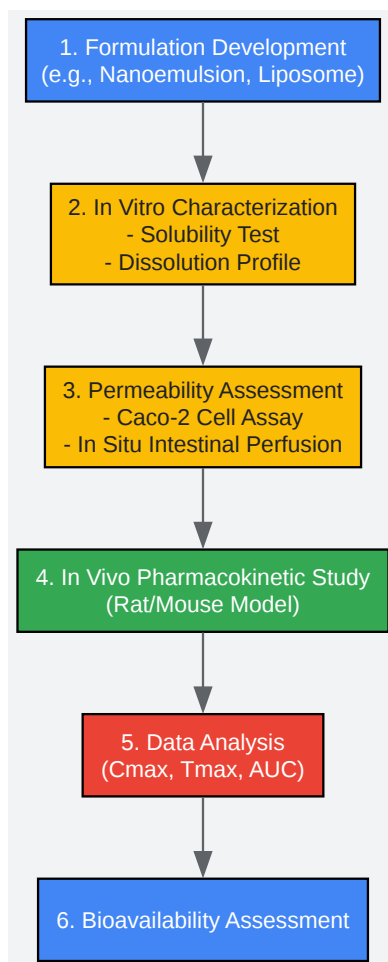 1. Formulation Development
(e.g., Nanoemulsion, Liposome)
2. In Vitro Characterization
- Solubility Test
- Dissolution Profile
3. Permeability Assessment
- Caco-2 Cell Assay
- In Situ Intestinal Perfusion
4. In Vivo Pharmacokinetic Study
(Rat/Mouse Model)
5. Data Analysis
(Cmax, Tmax, AUC)
6. Bioavailability Assessment